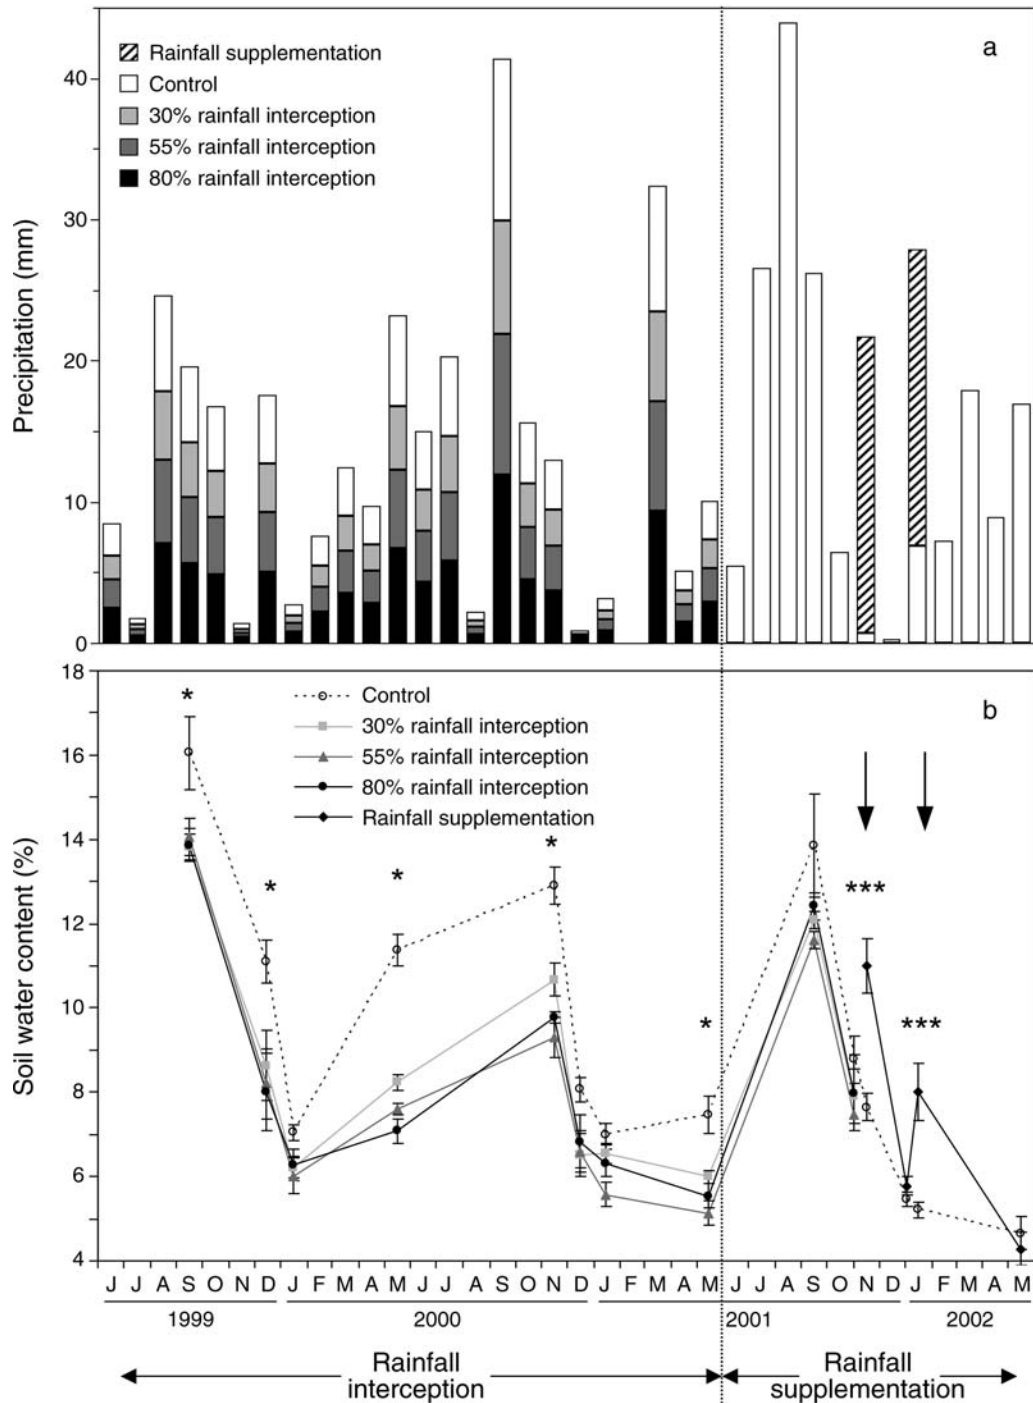 a
Rainfall supplementation
Control
30% rainfall interception
55% rainfall interception
80% rainfall interception
Precipitation (mm)
40
30
20
10
0
b
Control
30% rainfall interception
55% rainfall interception
80% rainfall interception
Rainfall supplementation
Soil water content (%)
18
16
14
12
10
8
6
4
* * * * * *** *** 
J J A S O N D J F M A M J J A S O N D J F M A M J J A S O N D J F M A M
1999 2000 2001 2002
Rainfall interception
Rainfall supplementation